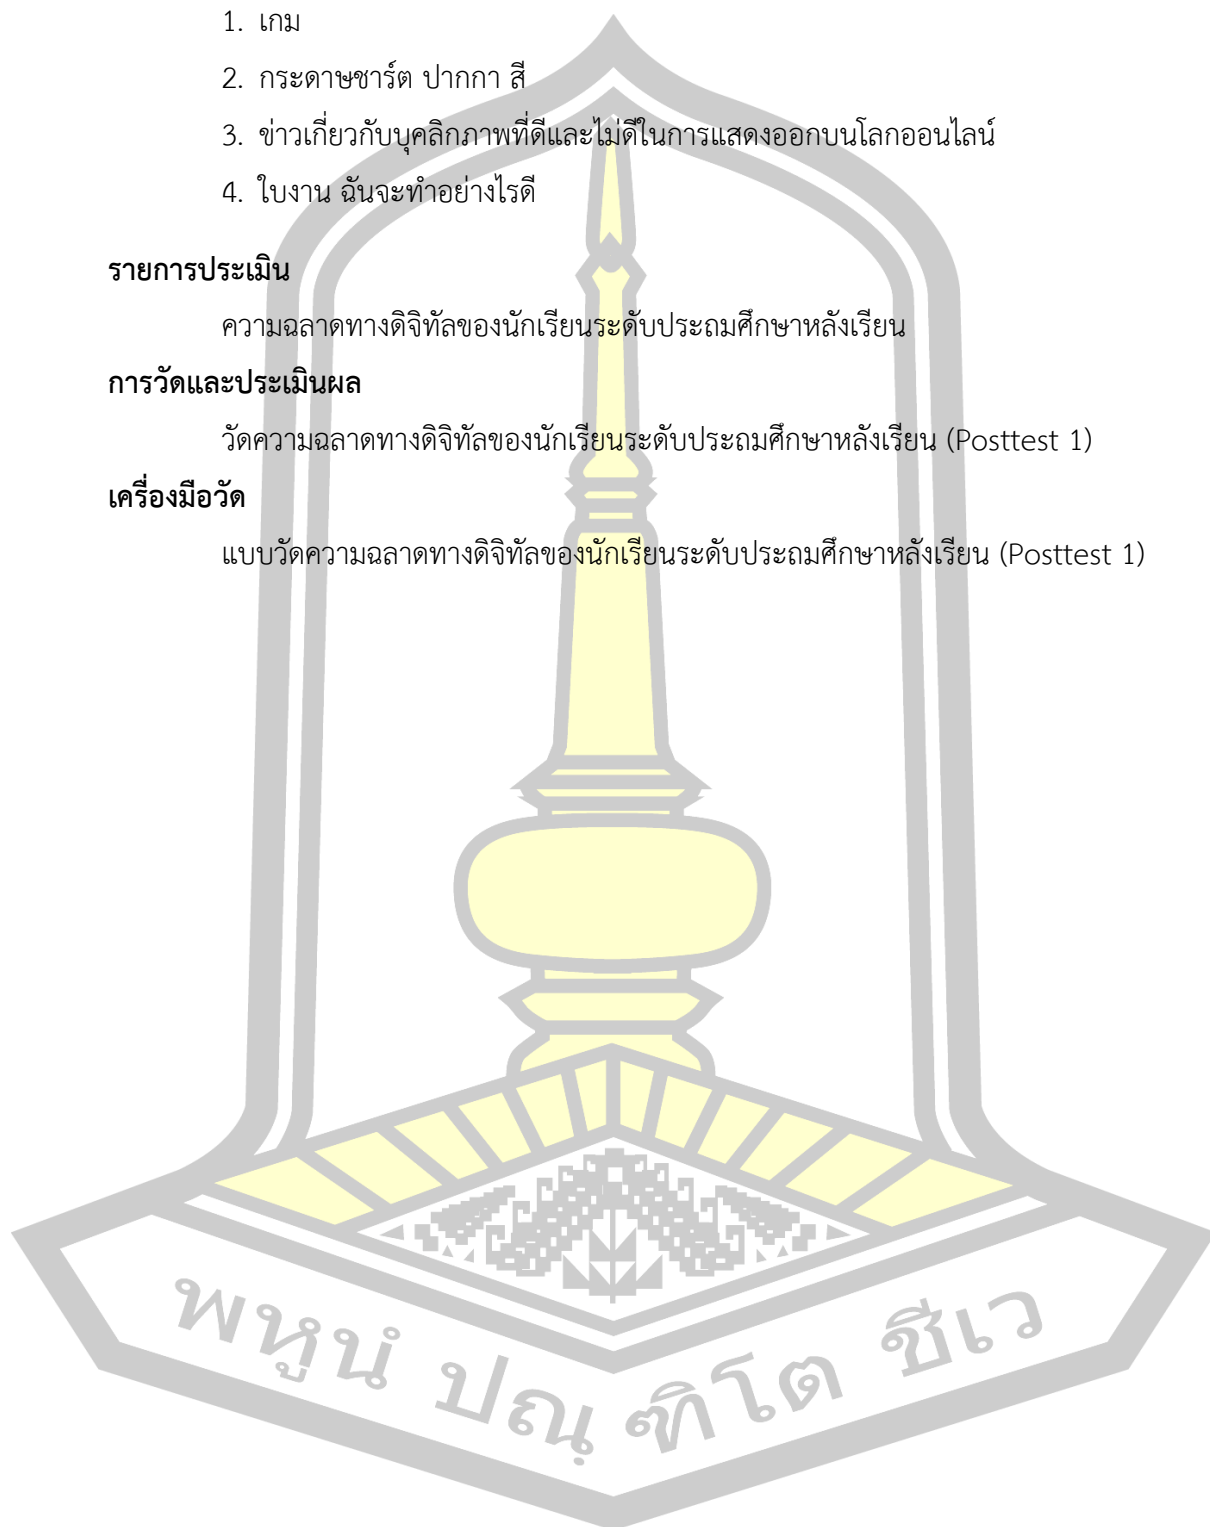 1. เกม
2. กระดาษชาร์ต ปากกา สี
3. ข่าวเกี่ยวกับบุคลิกภาพที่ดีและไม่ดีในการแสดงออกบนโลกออนไลน์
4. ใบงาน ฉันจะทำอย่างไรดี
รายการประเมิน
ความฉลาดทางดิจิทัลของนักเรียนระดับประถมศึกษาหลังเรียน
การวัดและประเมินผล
วัดความฉลาดทางดิจิทัลของนักเรียนระดับประถมศึกษาหลังเรียน (Posttest 1)
เครื่องมือวัด
แบบวัดความฉลาดทางดิจิทัลของนักเรียนระดับประถมศึกษาหลังเรียน (Posttest 1)
พหูนํ ปณฺ ฑิโต ชีเว